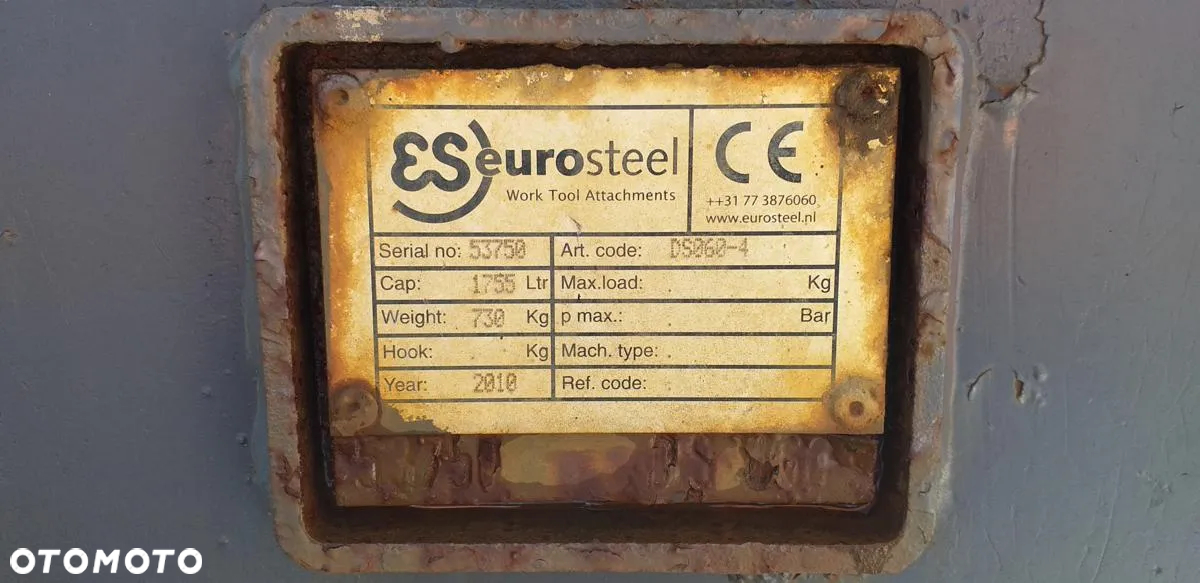 ES eurosteel
Work Tool Attachments
CE
++31 77 3876060
www.eurosteel.nl
Serial no: 53750 Art. code: DS060-4
Cap: 1755 Ltr Max.load: Kg
Weight: 730 Kg p max.: Bar
Hook: Kg Mach. type:
Year: 2010 Ref. code:
OTOMOTO